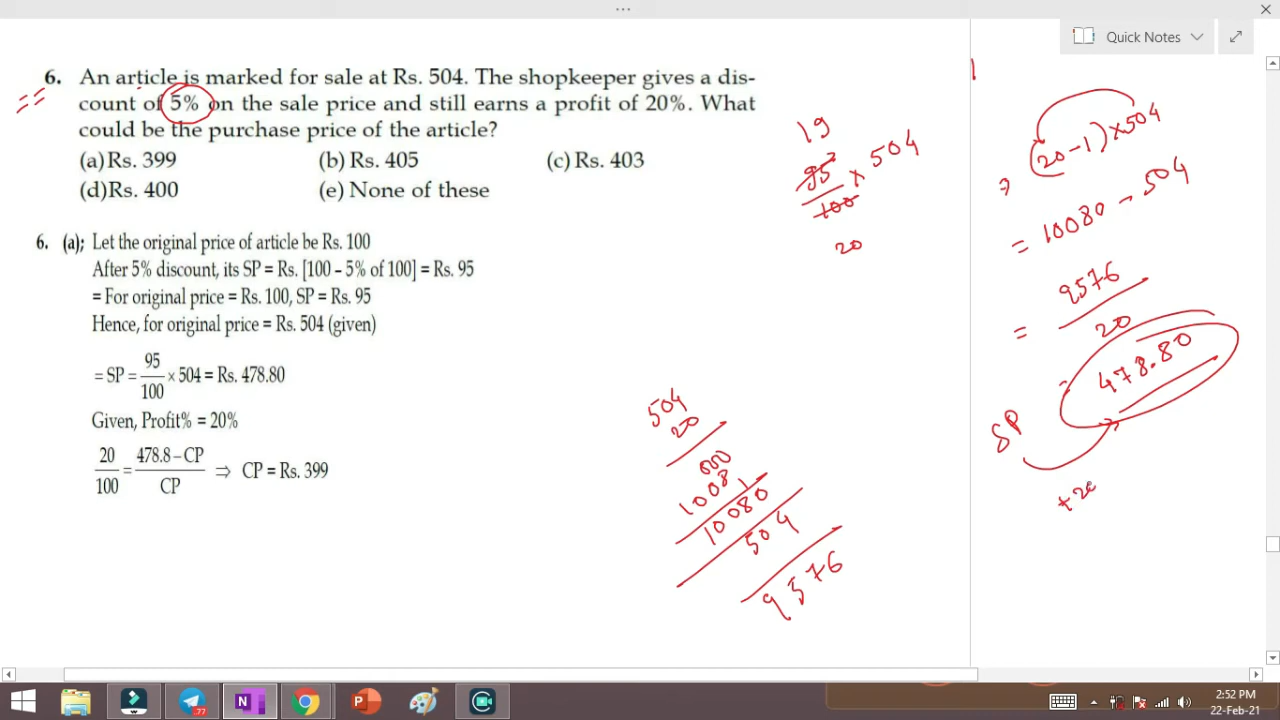 Quick Notes
6. An article is marked for sale at Rs. 504. The shopkeeper gives a dis-
count of 5% on the sale price and still earns a profit of 20%. What
could be the purchase price of the article?
(a) Rs. 399 (b) Rs. 405 (c) Rs. 403
(d) Rs. 400 (e) None of these
6. (a); Let the original price of article be Rs. 100
After 5% discount, its SP = Rs. [100 – 5% of 100] = Rs. 95
= For original price = Rs. 100, SP = Rs. 95
Hence, for original price = Rs. 504 (given)
= SP = 95/100 × 504 = Rs. 478.80
Given, Profit% = 20%
20/100 = 478.8 – CP/CP ⇒ CP = Rs. 399
19
95/100 × 504
20
504
20
000
1008
10080
504
9576
⇒ (20-1) × 504
= 10080 - 504
= 9576/20
478.80
SP
+20
77
2:52 PM
22-Feb-21